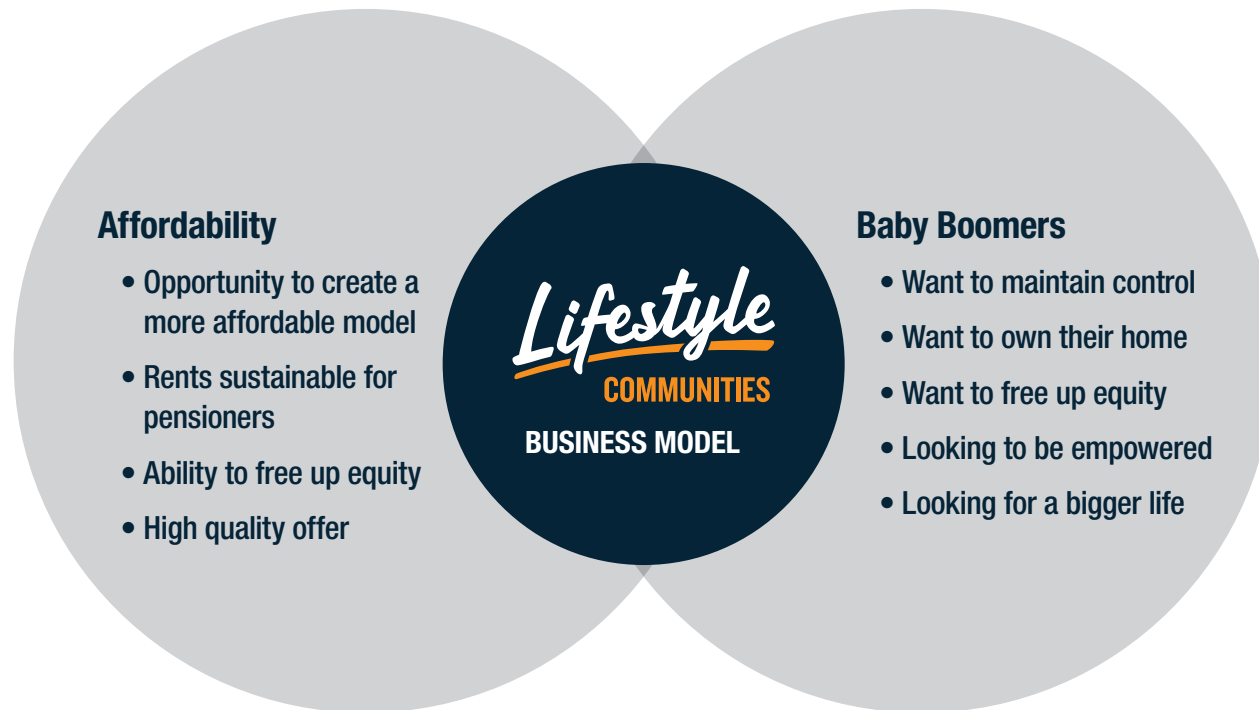 Affordability
• Opportunity to create a
more affordable model
• Rents sustainable for
pensioners
• Ability to free up equity
• High quality offer
Lifestyle
COMMUNITIES
BUSINESS MODEL
Baby Boomers
• Want to maintain control
• Want to own their home
• Want to free up equity
• Looking to be empowered
• Looking for a bigger life